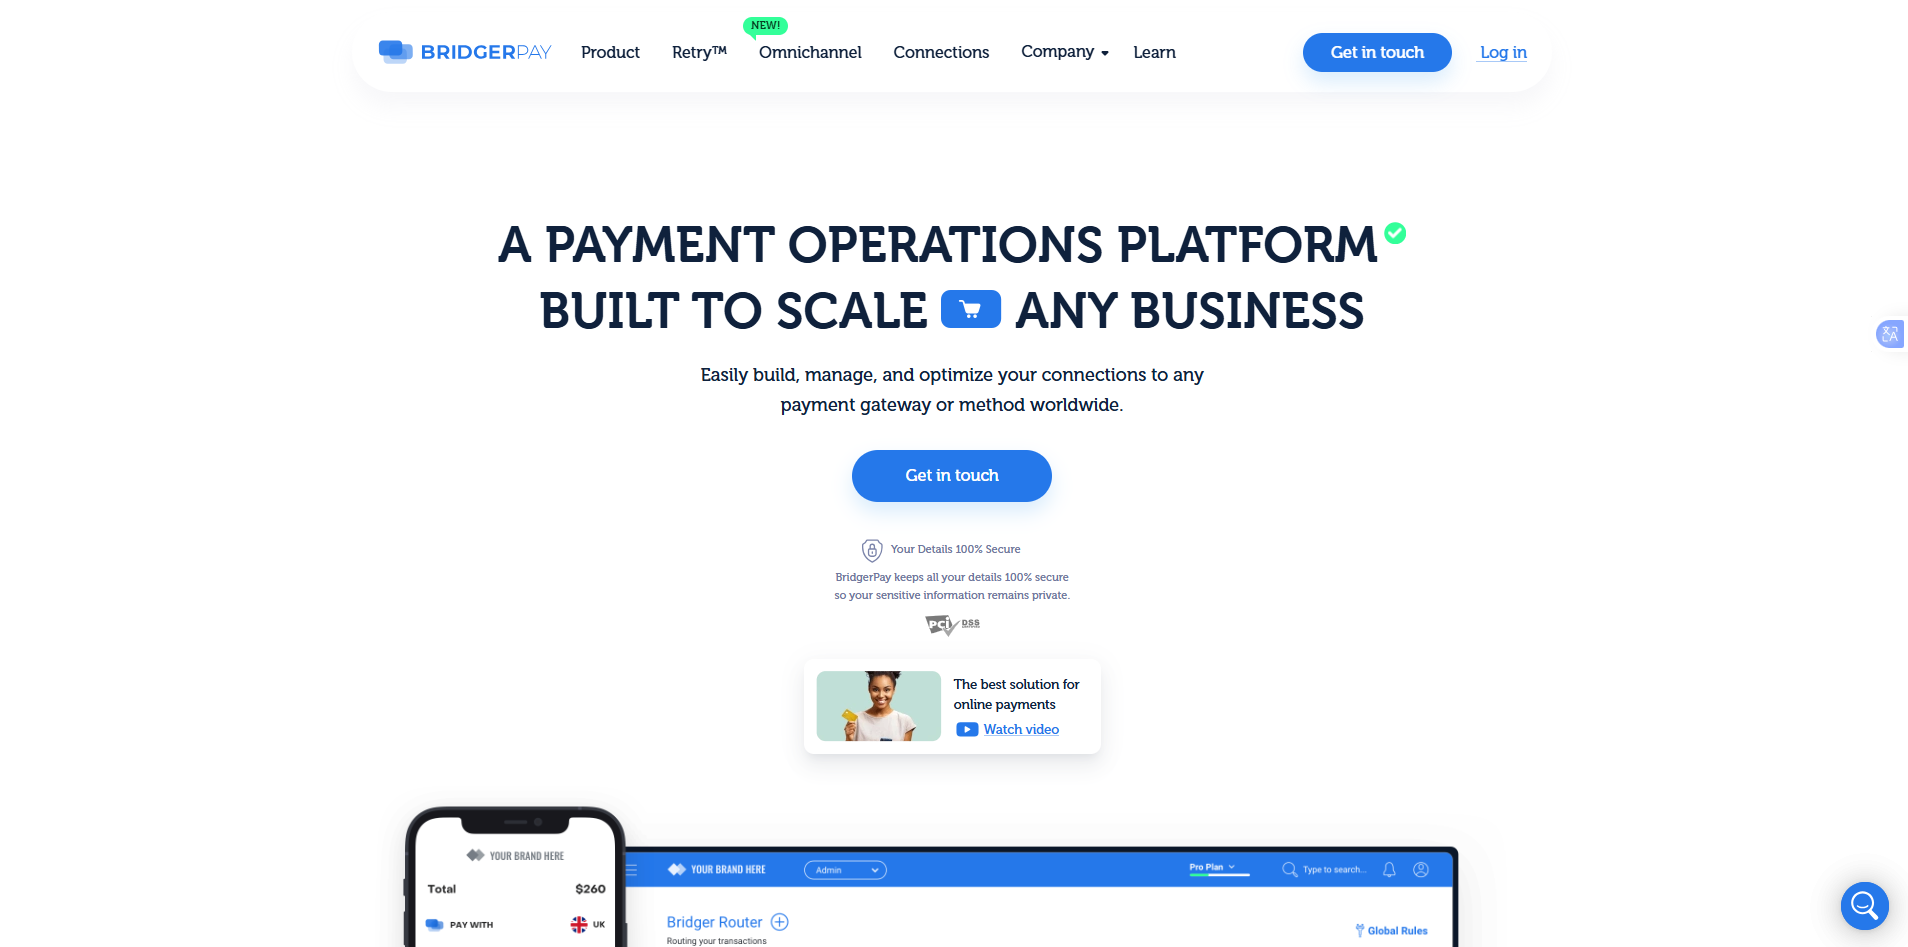 BRIDGERPAY
Product
Retry™
NEW!
Omnichannel
Connections
Company
Learn
Get in touch
Log in
A PAYMENT OPERATIONS PLATFORM
BUILT TO SCALE ANY BUSINESS
Easily build, manage, and optimize your connections to any
payment gateway or method worldwide.
Get in touch
Your Details 100% Secure
BridgerPay keeps all your details 100% secure
so your sensitive information remains private.
PCI DSS
The best solution for
online payments
Watch video
YOUR BRAND HERE
Total $260
PAY WITH UK
YOUR BRAND HERE
Admin
Pro Plan
Type to search...
Bridger Router
Routing your transactions
Global Rules